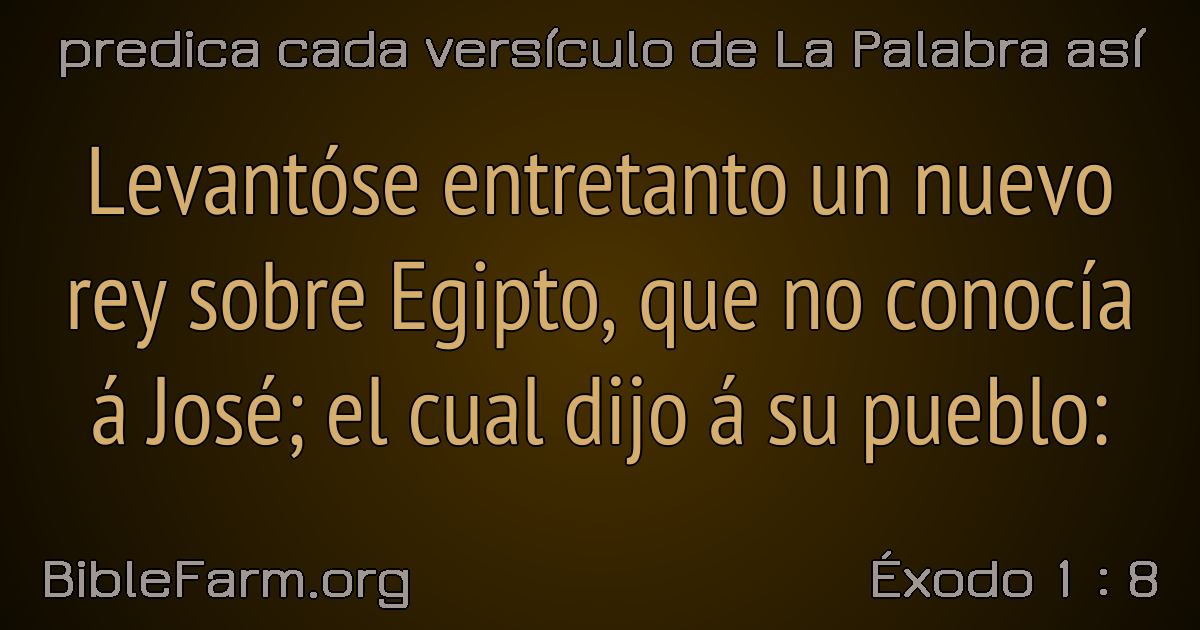 predica cada versículo de La Palabra así
Levantóse entretanto un nuevo
rey sobre Egipto, que no conocía
á José; el cual dijo á su pueblo:
BibleFarm.org
Éxodo 1 : 8